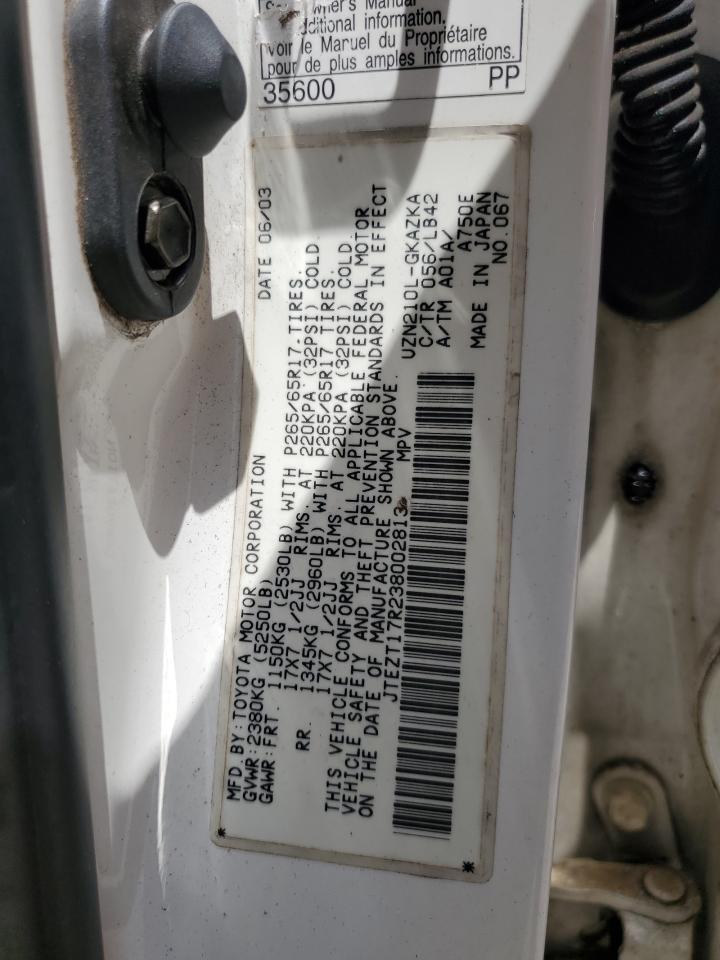 Owner's Manual
additional information.
Voir le Manuel du Propriétaire
pour de plus amples informations.
35600 PP
MFD. BY:TOYOTA MOTOR CORPORATION DATE 06/03
GVWR:2380KG (5250LB)
GAWR:FRT. 1150KG (2530LB) WITH P265/65R17 TIRES.
17X7 1/2JJ RIMS. AT 220KPA (32PSI) COLD
RR. 1345KG (2960LB) WITH P265/65R17 TIRES.
17X7 1/2JJ RIMS. AT 220KPA (32PSI) COLD.
THIS VEHICLE CONFORMS TO ALL APPLICABLE FEDERAL MOTOR
VEHICLE SAFETY AND THEFT PREVENTION STANDARDS IN EFFECT
ON THE DATE OF MANUFACTURE SHOWN ABOVE.
JTEZT17R238002813 MPV
UZN210L-GKAZKA
C/TR 056/LB42
A/TM A01A/
A750E
MADE IN JAPAN
NO.067